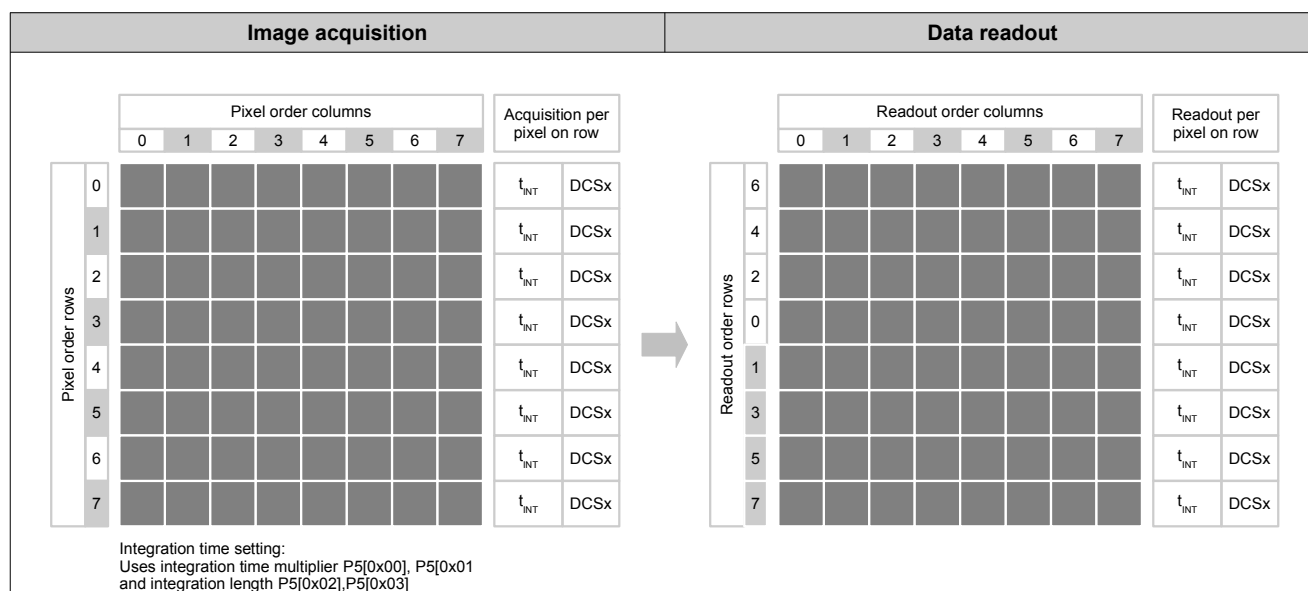 Image acquisition
Data readout
Pixel order columns
0 1 2 3 4 5 6 7
Acquisition per
pixel on row
Pixel order rows
0 tINT DCSx
1 tINT DCSx
2 tINT DCSx
3 tINT DCSx
4 tINT DCSx
5 tINT DCSx
6 tINT DCSx
7 tINT DCSx
Integration time setting:
Uses integration time multiplier P5[0x00], P5[0x01
and integration length P5[0x02],P5[0x03]
Readout order columns
0 1 2 3 4 5 6 7
Readout per
pixel on row
Readout order rows
6 tINT DCSx
4 tINT DCSx
2 tINT DCSx
0 tINT DCSx
1 tINT DCSx
3 tINT DCSx
5 tINT DCSx
7 tINT DCSx